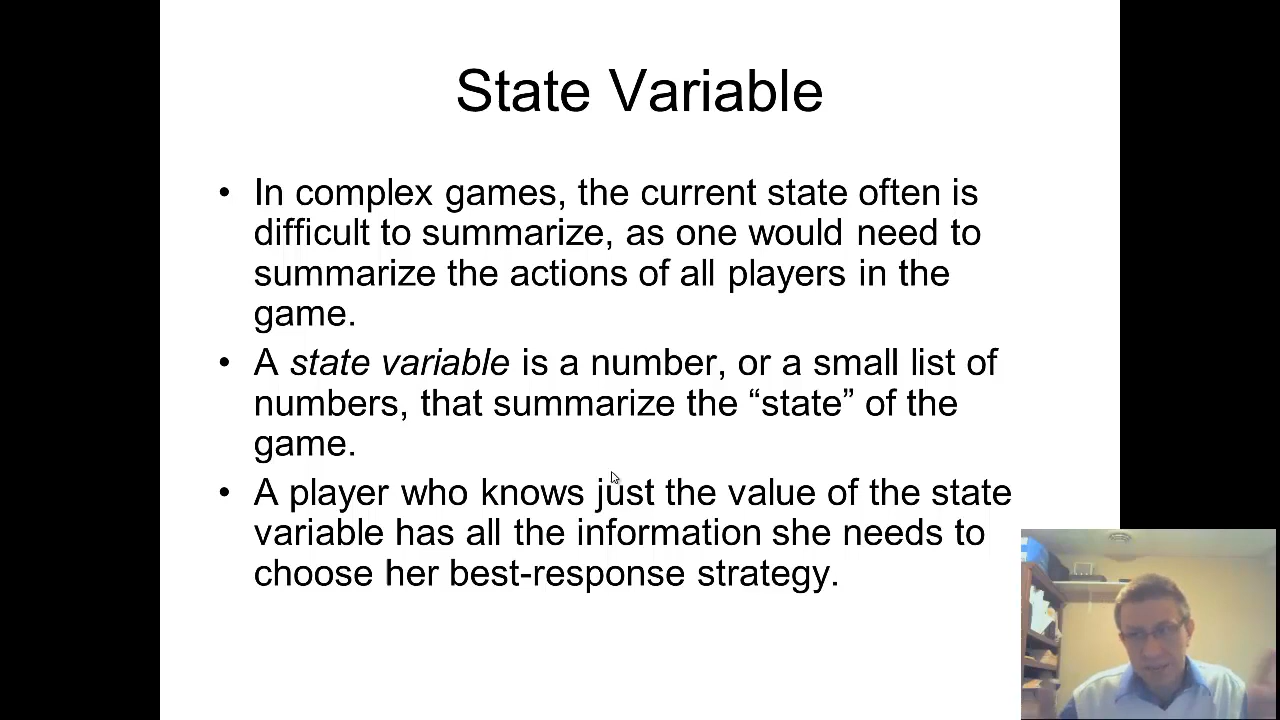 State Variable
• In complex games, the current state often is
difficult to summarize, as one would need to
summarize the actions of all players in the
game.
• A state variable is a number, or a small list of
numbers, that summarize the “state” of the
game.
• A player who knows just the value of the state
variable has all the information she needs to
choose her best-response strategy.